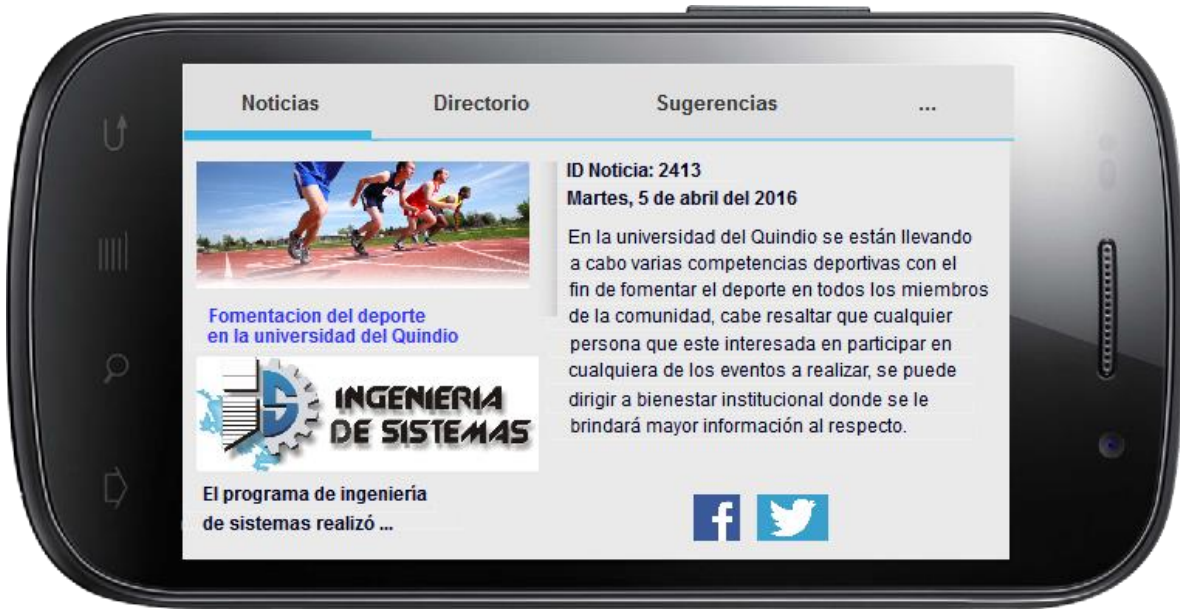 Noticias
Directorio
Sugerencias
...
Fomentacion del deporte
en la universidad del Quindio
INGENIERIA
DE SISTEMAS
El programa de ingeniería
de sistemas realizó ...
ID Noticia: 2413
Martes, 5 de abril del 2016
En la universidad del Quindio se están llevando
a cabo varias competencias deportivas con el
fin de fomentar el deporte en todos los miembros
de la comunidad, cabe resaltar que cualquier
persona que este interesada en participar en
cualquiera de los eventos a realizar, se puede
dirigir a bienestar institucional donde se le
brindará mayor información al respecto.